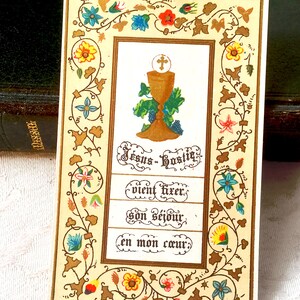 Jésus-Hostie,
vient fixer
son séjour
en mon cœur.